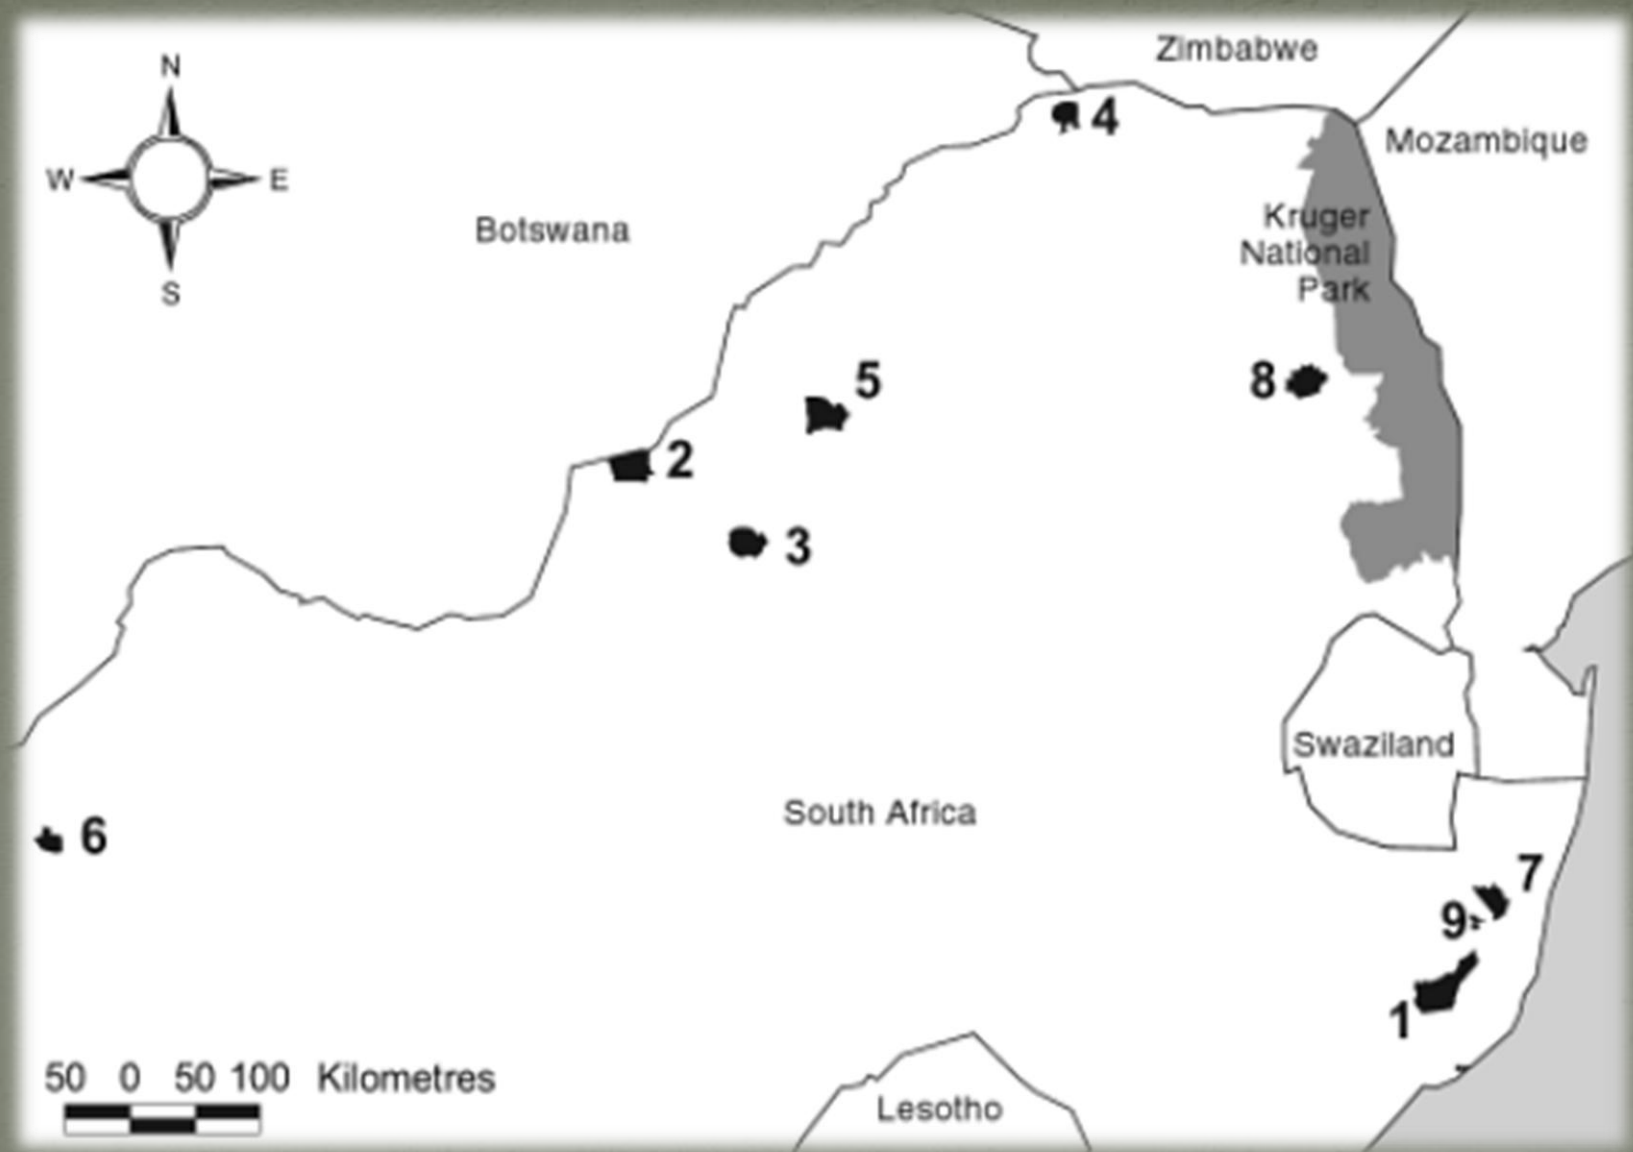 N
W E
S
Zimbabwe
4
Mozambique
Botswana
Kruger
National
Park
5
8
2
3
Swaziland
South Africa
6
7
9
1
50 0 50 100 Kilometres
Lesotho